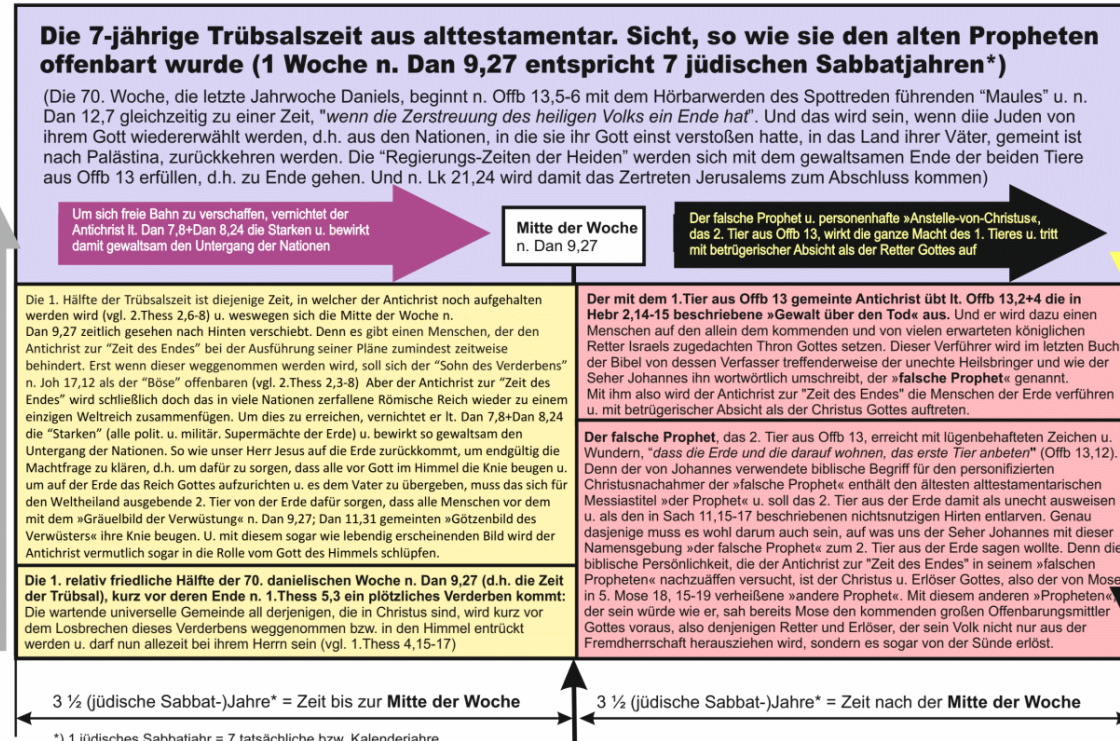 Die 7-jährige Trübsalszeit aus alttestamentar. Sicht, so wie sie den alten Propheten
offenbart wurde (1 Woche n. Dan 9,27 entspricht 7 jüdischen Sabbatjahren*)
(Die 70. Woche, die letzte Jahrwoche Daniels, beginnt n. Offb 13,5-6 mit dem Hörbarwerden des Spottreden führenden “Maules” u. n.
Dan 12,7 gleichzeitig zu einer Zeit, "wenn die Zerstreuung des heiligen Volks ein Ende hat". Und das wird sein, wenn diie Juden von
ihrem Gott wiedererwählt werden, d.h. aus den Nationen, in die sie ihr Gott einst verstoßen hatte, in das Land ihrer Väter, gemeint ist
nach Palästina, zurückkehren werden. Die “Regierungs-Zeiten der Heiden” werden sich mit dem gewaltsamen Ende der beiden Tiere
aus Offb 13 erfüllen, d.h. zu Ende gehen. Und n. Lk 21,24 wird damit das Zertreten Jerusalems zum Abschluss kommen)
Um sich freie Bahn zu verschaffen, vernichtet der
Antichrist lt. Dan 7,8+Dan 8,24 die Starken u. bewirkt
damit gewaltsam den Untergang der Nationen
Mitte der Woche
n. Dan 9,27
Der falsche Prophet u. personenhafte »Anstelle-von-Christus«,
das 2. Tier aus Offb 13, wirkt die ganze Macht des 1. Tieres u. tritt
mit betrügerischer Absicht als der Retter Gottes auf
Die 1. Hälfte der Trübsalszeit ist diejenige Zeit, in welcher der Antichrist noch aufgehalten
werden wird (vgl. 2.Thess 2,6-8) u. weswegen sich die Mitte der Woche n.
Dan 9,27 zeitlich gesehen nach Hinten verschiebt. Denn es gibt einen Menschen, der den
Antichrist zur “Zeit des Endes” bei der Ausführung seiner Pläne zumindest zeitweise
behindert. Erst wenn dieser weggenommen werden wird, soll sich der “Sohn des Verderbens”
n. Joh 17,12 als der “Böse” offenbaren (vgl. 2.Thess 2,3-8) Aber der Antichrist zur “Zeit des
Endes” wird schließlich doch das in viele Nationen zerfallene Römische Reich wieder zu einem
einzigen Weltreich zusammenfügen. Um dies zu erreichen, vernichtet er lt. Dan 7,8+Dan 8,24
die “Starken” (alle polit. u. militär. Supermächte der Erde) u. bewirkt so gewaltsam den
Untergang der Nationen. So wie unser Herr Jesus auf die Erde zurückkommt, um endgültig die
Machtfrage zu klären, d.h. um dafür zu sorgen, dass alle vor Gott im Himmel die Knie beugen u.
um auf der Erde das Reich Gottes aufzurichten u. es dem Vater zu übergeben, muss das sich für
den Weltheiland ausgebende 2. Tier von der Erde dafür sorgen, dass alle Menschen vor dem
mit dem »Gräuelbild der Verwüstung« n. Dan 9,27; Dan 11,31 gemeinten »Götzenbild des
Verwüsters« ihre Knie beugen. U. mit diesem sogar wie lebendig erscheinenden Bild wird der
Antichrist vermutlich sogar in die Rolle vom Gott des Himmels schlüpfen.
Die 1. relativ friedliche Hälfte der 70. danielischen Woche n. Dan 9,27 (d.h. die Zeit
der Trübsal), kurz vor deren Ende n. 1.Thess 5,3 ein plötzliches Verderben kommt:
Die wartende universelle Gemeinde all derjenigen, die in Christus sind, wird kurz vor
dem Losbrechen dieses Verderbens weggenommen bzw. in den Himmel entrückt
werden u. darf nun allezeit bei ihrem Herrn sein (vgl. 1.Thess 4,15-17)
Der mit dem 1.Tier aus Offb 13 gemeinte Antichrist übt lt. Offb 13,2+4 die in
Hebr 2,14-15 beschriebene »Gewalt über den Tod« aus. Und er wird dazu einen
Menschen auf den allein dem kommenden und von vielen erwarteten königlichen
Retter Israels zugedachten Thron Gottes setzen. Dieser Verführer wird im letzten Buch
der Bibel von dessen Verfasser treffenderweise der unechte Heilsbringer und wie der
Seher Johannes ihn wortwörtlich umschreibt, der »falsche Prophet« genannt.
Mit ihm also wird der Antichrist zur "Zeit des Endes" die Menschen der Erde verführen
u. mit betrügerischer Absicht als der Christus Gottes auftreten.
Der falsche Prophet, das 2. Tier aus Offb 13, erreicht mit lügenbehafteten Zeichen u.
Wundern, “dass die Erde und die darauf wohnen, das erste Tier anbeten" (Offb 13,12).
Denn der von Johannes verwendete biblische Begriff für den personifizierten
Christusnachahmer der »falsche Prophet« enthält den ältesten alttestamentarischen
Messiastitel »der Prophet« u. soll das 2. Tier aus der Erde damit als unecht ausweisen
u. als den in Sach 11,15-17 beschriebenen nichtsnutzigen Hirten entlarven. Genau
dasjenige muss es wohl darum auch sein, auf was uns der Seher Johannes mit dieser
Namensgebung »der falsche Prophet« zum 2. Tier aus der Erde sagen wollte. Denn die
biblische Persönlichkeit, die der Antichrist zur "Zeit des Endes" in seinem »falschen
Propheten« nachzuäffen versucht, ist der Christus u. Erlöser Gottes, also der von Mose
in 5. Mose 18, 15-19 verheißene »andere Prophet«. Mit diesem anderen »Propheten«,
der sein würde wie er, sah bereits Mose den kommenden großen Offenbarungsmittler
Gottes voraus, also denjenigen Retter und Erlöser, der sein Volk nicht nur aus der
Fremdherrschaft herausziehen wird, sondern es sogar von der Sünde erlöst.
3 ½ (jüdische Sabbat-)Jahre* = Zeit bis zur Mitte der Woche
3 ½ (jüdische Sabbat-)Jahre* = Zeit nach der Mitte der Woche
*) 1 jüdisches Sabbatjahr = 7 tatsächliche bzw. Kalenderjahre